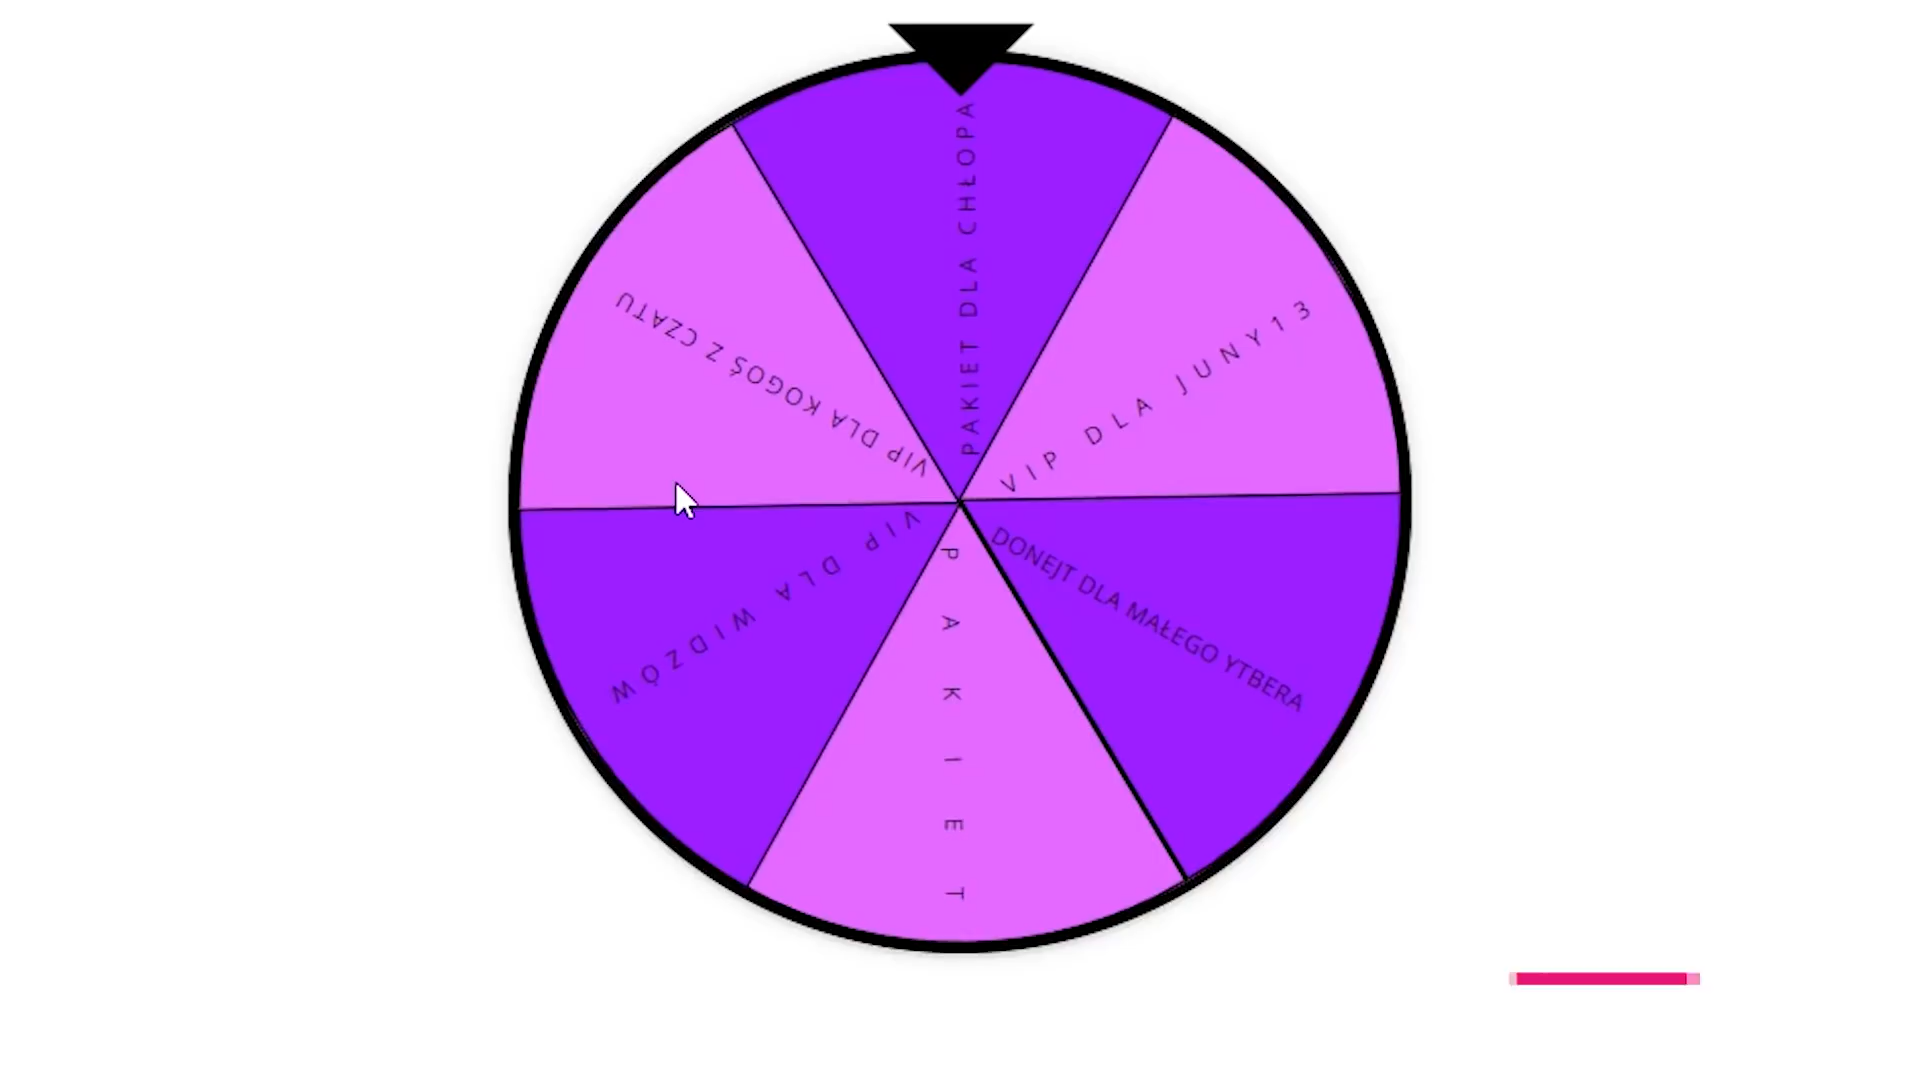 PAKIET DLA CHŁOPA
VIP DLA JUNY13
DONEJT DLA MAŁEGO YTBERA
PAKIET
VIP DLA WIDZÓW
VIP DLA KOGOŚ Z CZATU